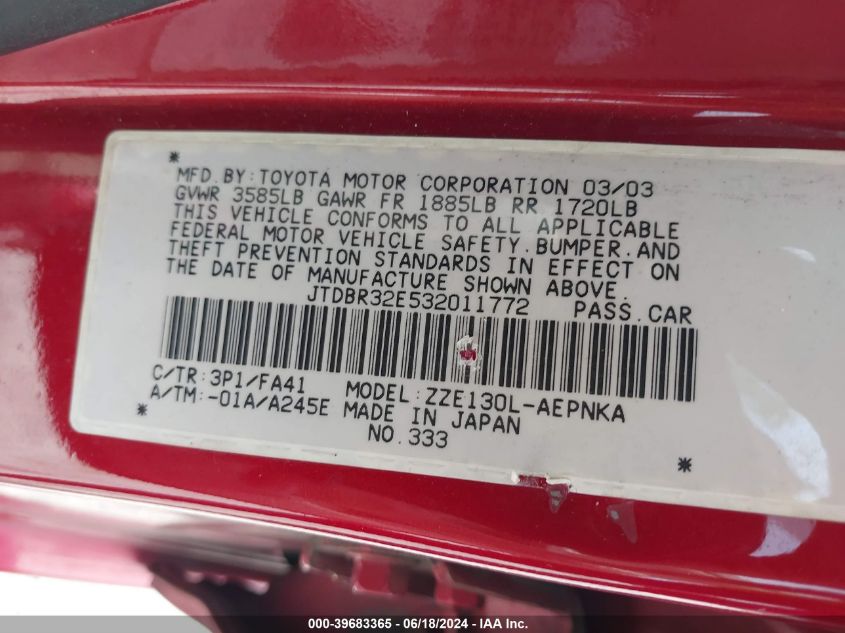 *
MFD.BY:TOYOTA MOTOR CORPORATION 03/03
GVWR 3585LB GAWR FR 1885LB RR 1720LB
THIS VEHICLE CONFORMS TO ALL APPLICABLE
FEDERAL MOTOR VEHICLE SAFETY.BUMPER.AND
THEFT PREVENTION STANDARDS IN EFFECT ON
THE DATE OF MANUFACTURE SHOWN ABOVE.
JTDBR32E532011772 PASS.CAR
C/TR:3P1/FA41 MODEL:ZZE130L-AEPNKA
A/TM:-01A/A245E MADE IN JAPAN
* NO.333 *
000-39683365 - 06/18/2024 - IAA Inc.